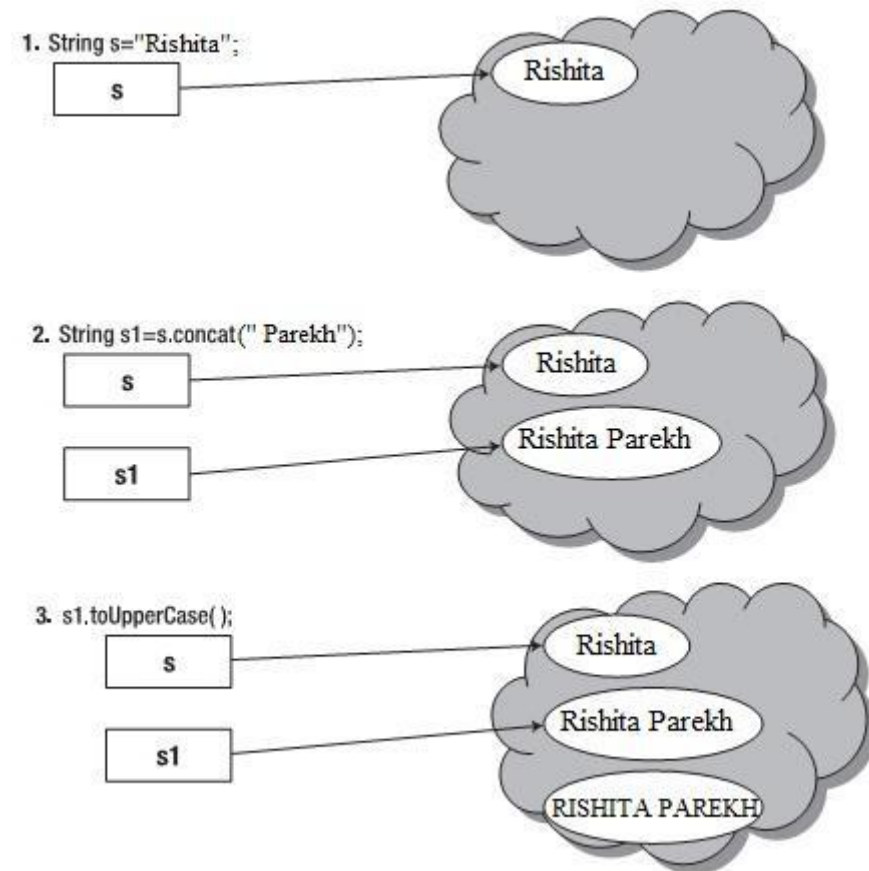 1. String s="Rishita";
s
Rishita
2. String s1=s.concat(" Parekh");
s
Rishita
s1
Rishita Parekh
3. s1.toUpperCase( );
s
Rishita
s1
Rishita Parekh
RISHITA PAREKH